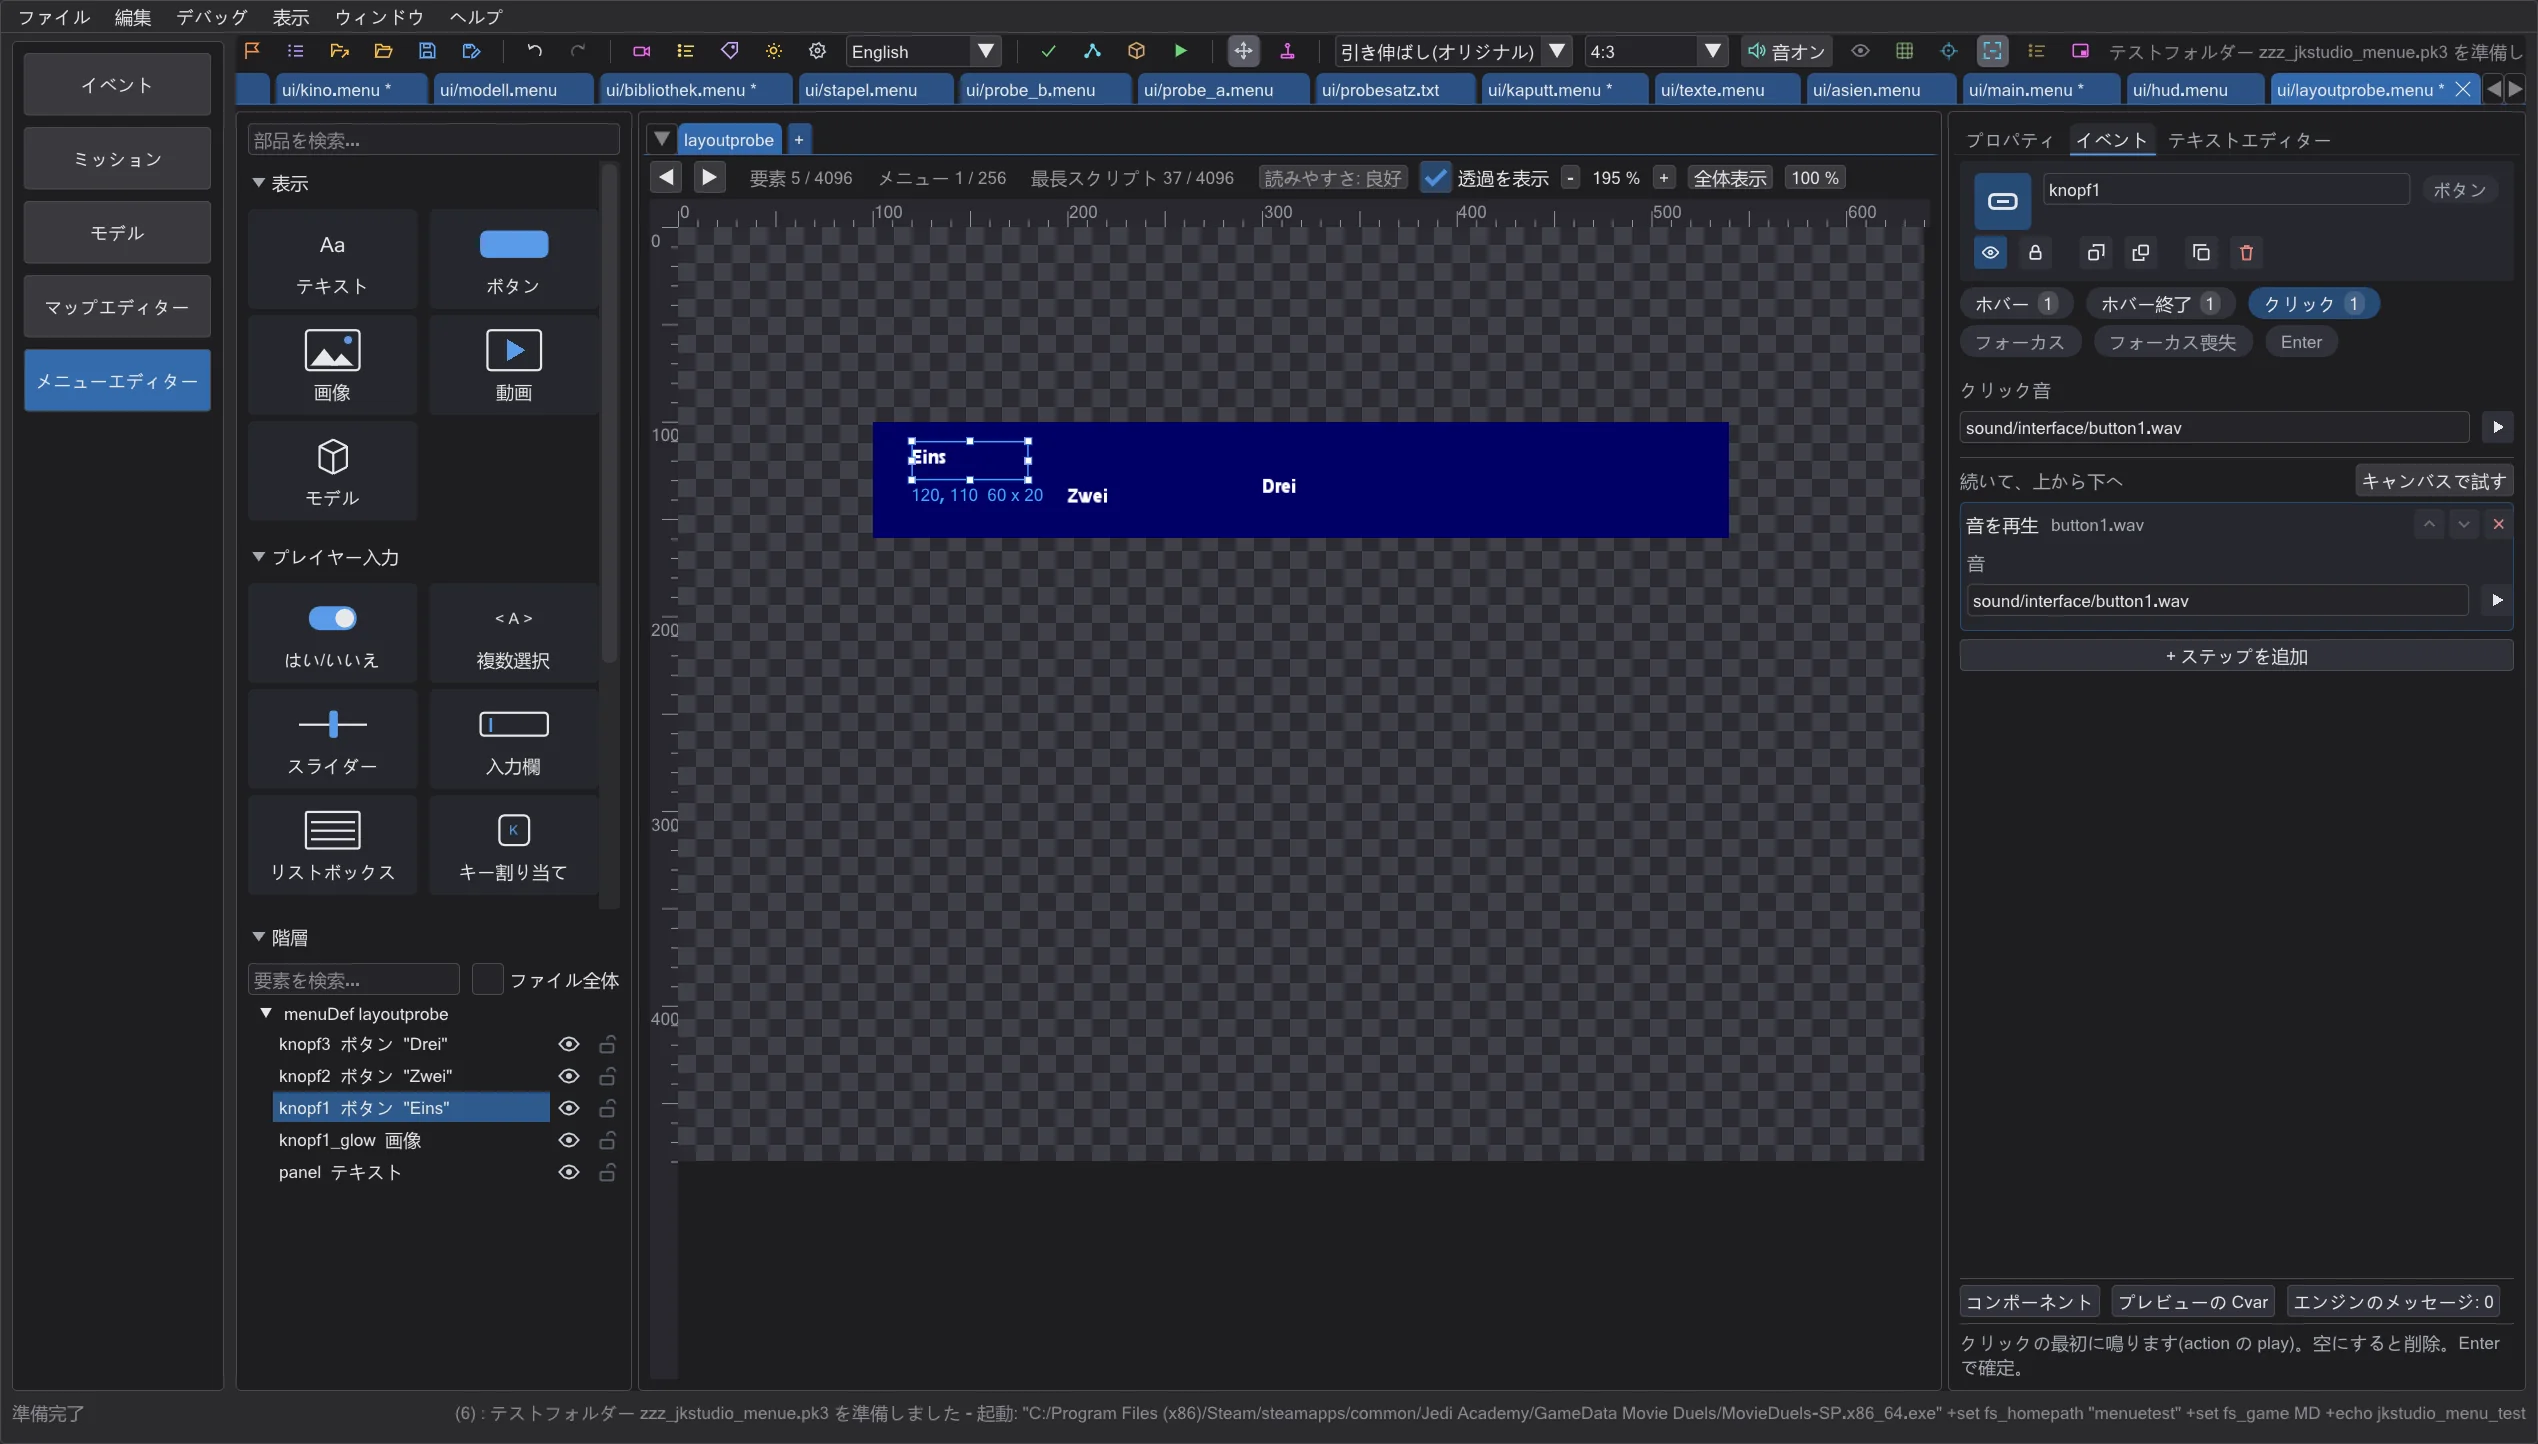 ファイル 編集 デバッグ 表示 ウィンドウ ヘルプ
English 引き伸ばし(オリジナル) 4:3 音オン テストフォルダー zzz_jkstudio_menue.pk3 を準備し
ui/kino.menu * ui/modell.menu ui/bibliothek.menu * ui/stapel.menu ui/probe_b.menu ui/probe_a.menu ui/probesatz.txt ui/kaputt.menu * ui/texte.menu ui/asien.menu ui/main.menu * ui/hud.menu ui/layoutprobe.menu *
イベント
ミッション
モデル
マップエディター
メニューエディター
部品を検索...
表示
Aa
テキスト
ボタン
画像
動画
モデル
プレイヤー入力
はい/いいえ
< A >
複数選択
スライダー
入力欄
リストボックス
K
キー割り当て
階層
要素を検索... ファイル全体
menuDef layoutprobe
knopf3 ボタン "Drei"
knopf2 ボタン "Zwei"
knopf1 ボタン "Eins"
knopf1_glow 画像
panel テキスト
layoutprobe +
要素 5 / 4096 メニュー 1 / 256 最長スクリプト 37 / 4096 読みやすさ: 良好 透過を表示 - 195 % + 全体表示 100 %
0 100 200 300 400 500 600
0
100
200
300
400
Eins
120, 110 60 x 20
Zwei
Drei
プロパティ イベント テキストエディター
knopf1 ボタン
ホバー 1 ホバー終了 1 クリック 1
フォーカス フォーカス喪失 Enter
クリック音
sound/interface/button1.wav
続いて、上から下へ キャンバスで試す
音を再生 button1.wav
音
sound/interface/button1.wav
+ ステップを追加
コンポーネント プレビューの Cvar エンジンのメッセージ: 0
クリックの最初に鳴ります(action の play)。空にすると削除。Enter
で確定。
準備完了 (6) : テストフォルダー zzz_jkstudio_menue.pk3 を準備しました - 起動: "C:/Program Files (x86)/Steam/steamapps/common/Jedi Academy/GameData Movie Duels/MovieDuels-SP.x86_64.exe" +set fs_homepath "menuetest" +set fs_game MD +echo jkstudio_menu_test